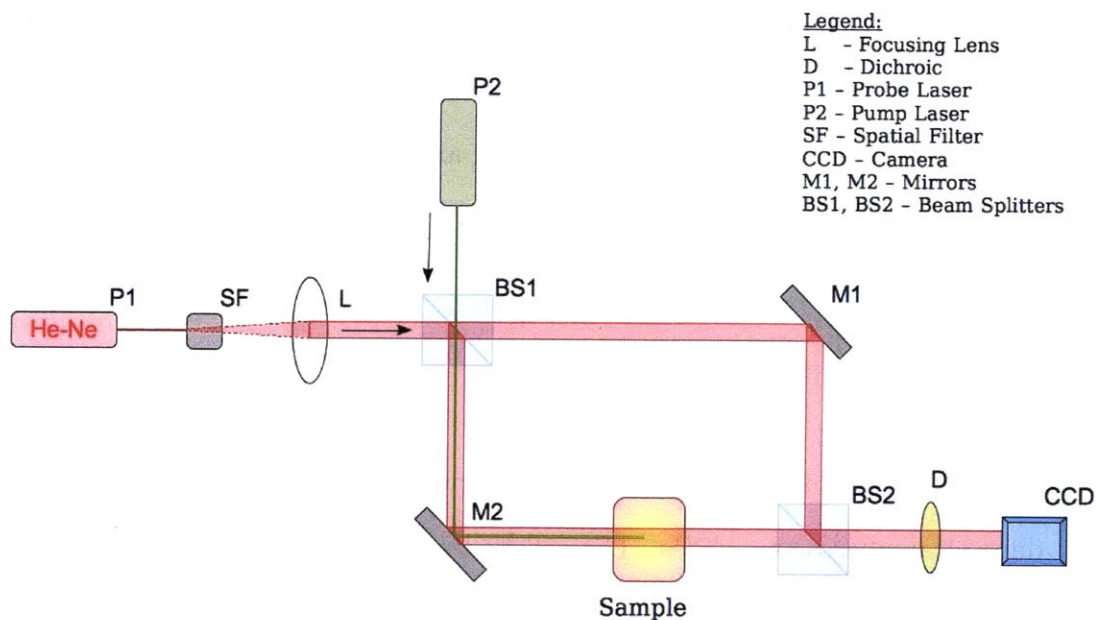 Legend:
L – Focusing Lens
D – Dichroic
P1 – Probe Laser
P2 – Pump Laser
SF – Spatial Filter
CCD – Camera
M1, M2 – Mirrors
BS1, BS2 – Beam Splitters
P2
BS1
M1
P1
SF
L
He-Ne
M2
BS2
D
CCD
Sample